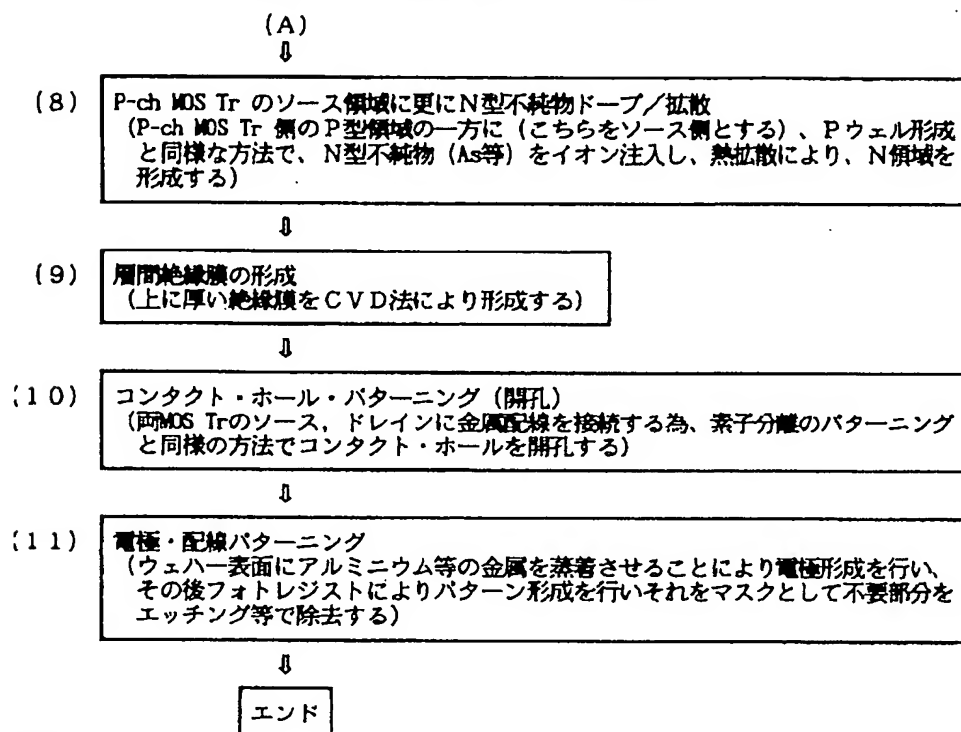 (A)
⇩
(8) P-ch MOS Tr のソース領域に更にN型不純物ドープ/拡散
(P-ch MOS Tr 側のP型領域の一方に(こちらをソース側とする)、Pウェル形成
と同様な方法で、N型不純物(As等)をイオン注入し、熱拡散により、N領域を
形成する)
⇩
(9) 層間絶縁膜の形成
(上に厚い絶縁膜をCVD法により形成する)
⇩
(10) コンタクト・ホール・パターニング(開孔)
(両MOS Trのソース,ドレインに金属配線を接続する為、素子分離のパターニング
と同様の方法でコンタクト・ホールを開孔する)
⇩
(11) 電極・配線パターニング
(ウェハー表面にアルミニウム等の金属を蒸着させることにより電極形成を行い、
その後フォトレジストによりパターン形成を行いそれをマスクとして不要部分を
エッチング等で除去する)
⇩
エンド